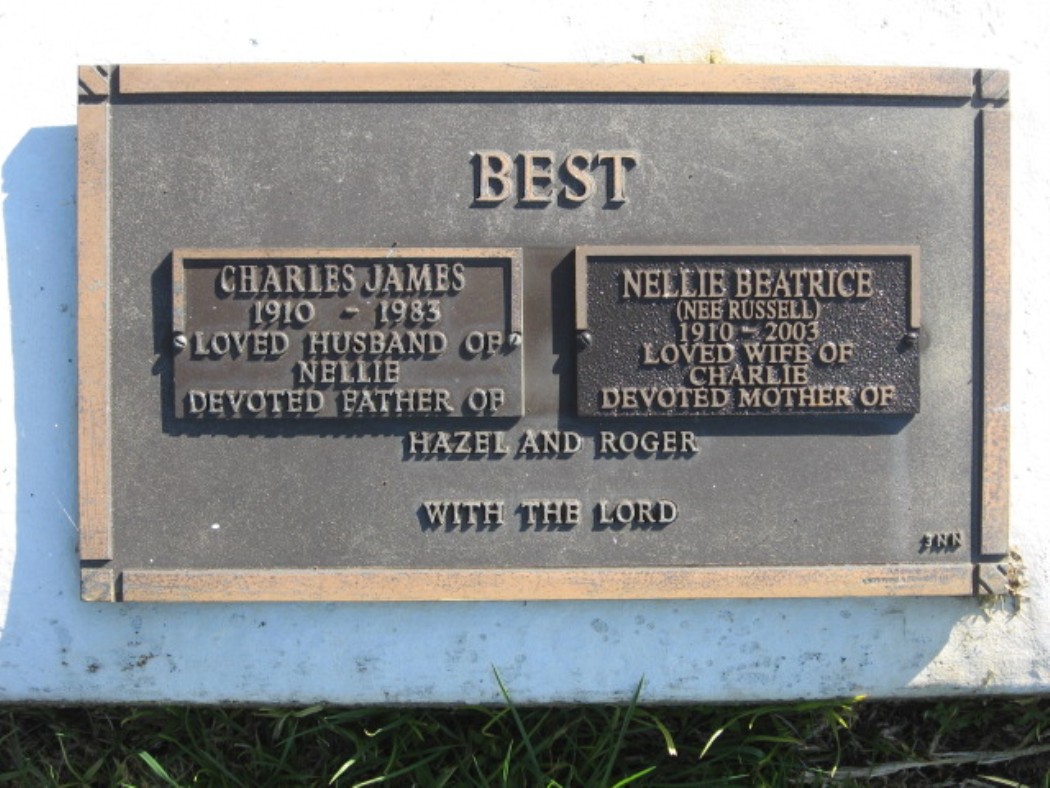 BEST
CHARLES JAMES
1910 - 1983
LOVED HUSBAND OF
NELLIE
DEVOTED FATHER OF
NELLIE BEATRICE
(NEE RUSSELL)
1910 - 2003
LOVED WIFE OF
CHARLIE
DEVOTED MOTHER OF
HAZEL AND ROGER
WITH THE LORD